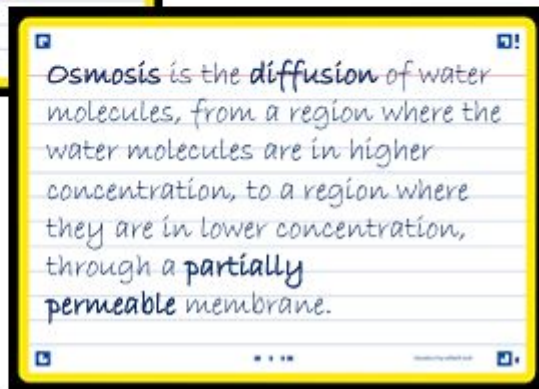 Osmosis is the diffusion of water
molecules, from a region where the
water molecules are in higher
concentration, to a region where
they are in lower concentration,
through a partially
permeable membrane.